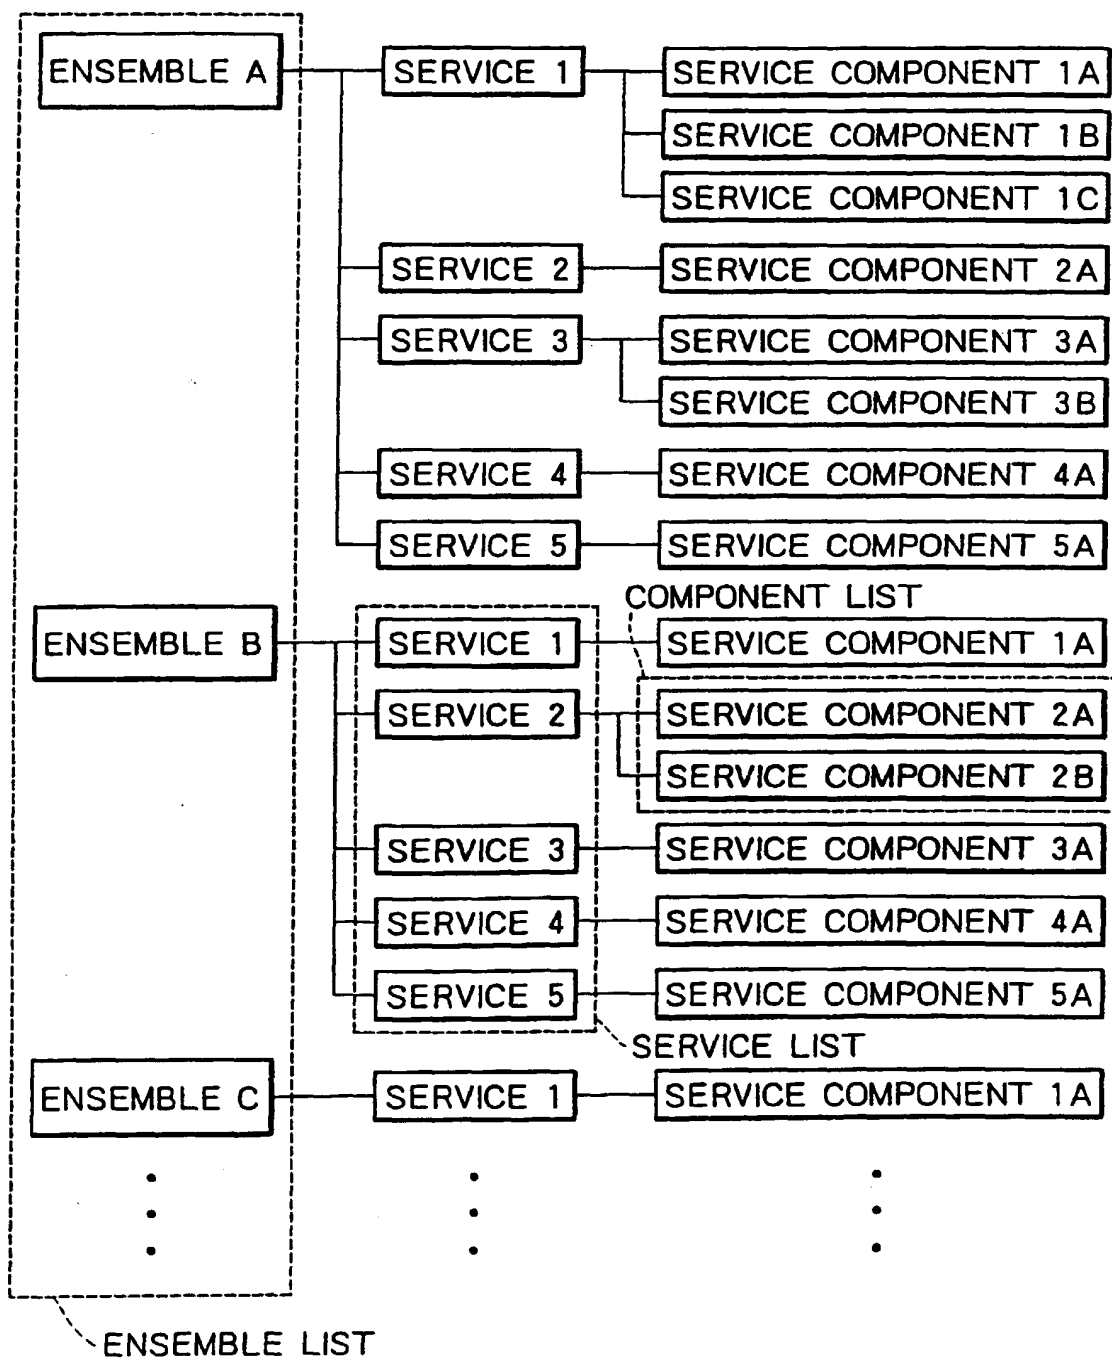 ENSEMBLE A
SERVICE 1
SERVICE COMPONENT 1A
SERVICE COMPONENT 1B
SERVICE COMPONENT 1C
SERVICE 2
SERVICE COMPONENT 2A
SERVICE 3
SERVICE COMPONENT 3A
SERVICE COMPONENT 3B
SERVICE 4
SERVICE COMPONENT 4A
SERVICE 5
SERVICE COMPONENT 5A
COMPONENT LIST
ENSEMBLE B
SERVICE 1
SERVICE COMPONENT 1A
SERVICE 2
SERVICE COMPONENT 2A
SERVICE COMPONENT 2B
SERVICE 3
SERVICE COMPONENT 3A
SERVICE 4
SERVICE COMPONENT 4A
SERVICE 5
SERVICE COMPONENT 5A
SERVICE LIST
ENSEMBLE C
SERVICE 1
SERVICE COMPONENT 1A
ENSEMBLE LIST